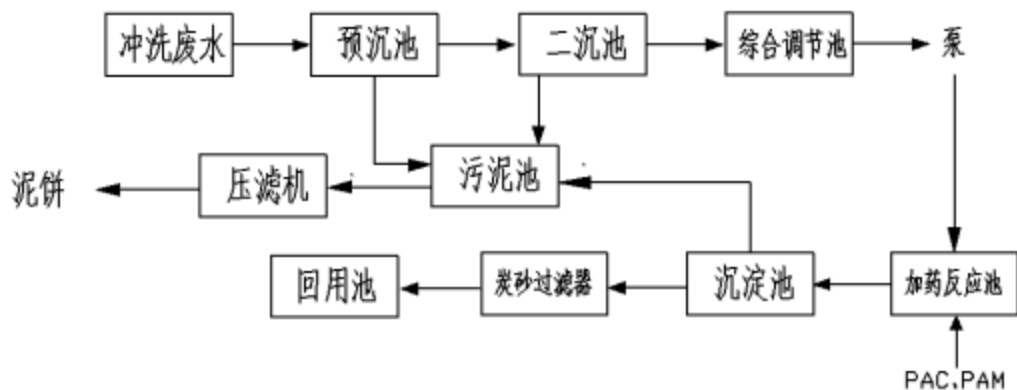 冲洗废水
预沉池
二沉池
综合调节池
泵
泥饼
压滤机
污泥池
回用池
炭砂过滤器
沉淀池
加药反应池
PAC,PAM